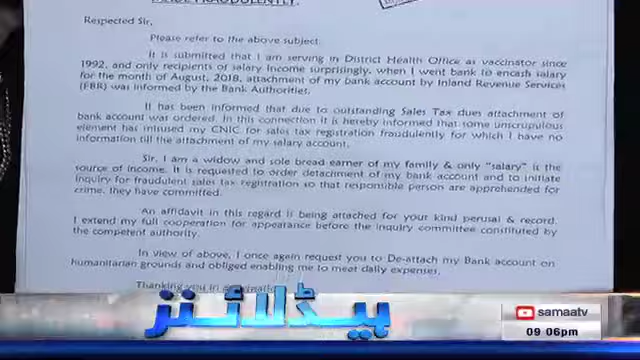 Respected Sir,
Please refer to the above subject.
It is submitted that I am serving in District Health Office as vaccinator since
1992, and only recipients of salary income surprisingly, when I went bank to encash salary
for the month of August, 2018, attachment of my bank account by Inland Revenue Services
(FBR) was informed by the Bank Authorities.
It has been informed that due to outstanding Sales Tax dues attachment of
bank account was ordered. In this connection it is hereby informed that some unscrupulous
element has misused my CNIC for sales tax registration fraudulently for which I have no
information till the attachment of my salary account.
Sir, I am a widow and sole bread earner of my family & only "salary" is the
source of income. It is requested to order detachment of my bank account and to initiate
inquiry for fraudulent sales tax registration so that responsible person are apprehended for
crime, they have committed.
An affidavit in this regard is being attached for your kind perusal & record.
I extend my full cooperation for appearance before the inquiry committee constituted by
the competent authority.
In view of above, I once again request you to De-attach my Bank account on
humanitarian grounds and obliged enabling me to meet daily expenses.
Thanking you in
ہیڈلائنز
samaatv
09:06pm